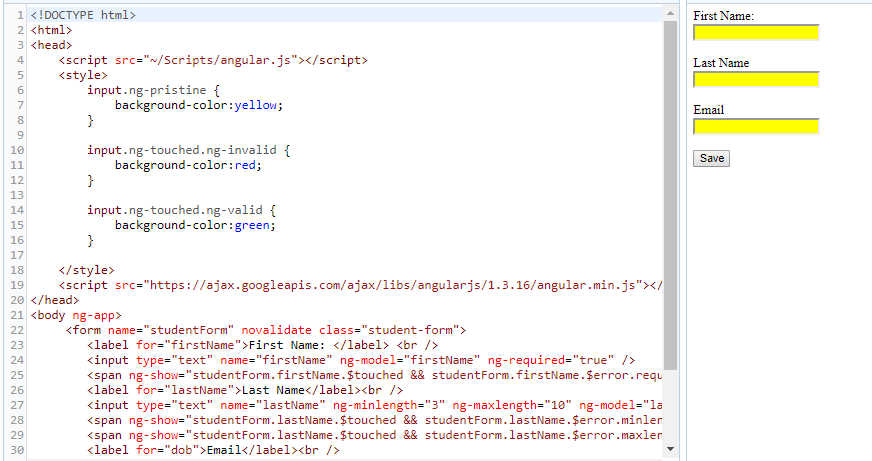 1 <!DOCTYPE html>
2 <html>
3 <head>
4     <script src="~/Scripts/angular.js"></script>
5     <style>
6         input.ng-pristine {
7             background-color:yellow;
8         }
9
10         input.ng-touched.ng-invalid {
11             background-color:red;
12         }
13
14         input.ng-touched.ng-valid {
15             background-color:green;
16         }
17
18     </style>
19     <script src="https://ajax.googleapis.com/ajax/libs/angularjs/1.3.16/angular.min.js"></
20 </head>
21 <body ng-app>
22      <form name="studentForm" novalidate class="student-form">
23         <label for="firstName">First Name: </label> <br />
24         <input type="text" name="firstName" ng-model="firstName" ng-required="true" />
25         <span ng-show="studentForm.firstName.$touched && studentForm.firstName.$error.requ
26         <label for="lastName">Last Name</label><br />
27         <input type="text" name="lastName" ng-minlength="3" ng-maxlength="10" ng-model="la
28         <span ng-show="studentForm.lastName.$touched && studentForm.lastName.$error.minlen
29         <span ng-show="studentForm.lastName.$touched && studentForm.lastName.$error.maxlen
30         <label for="dob">Email</label><br />
First Name:
Last Name
Email
Save